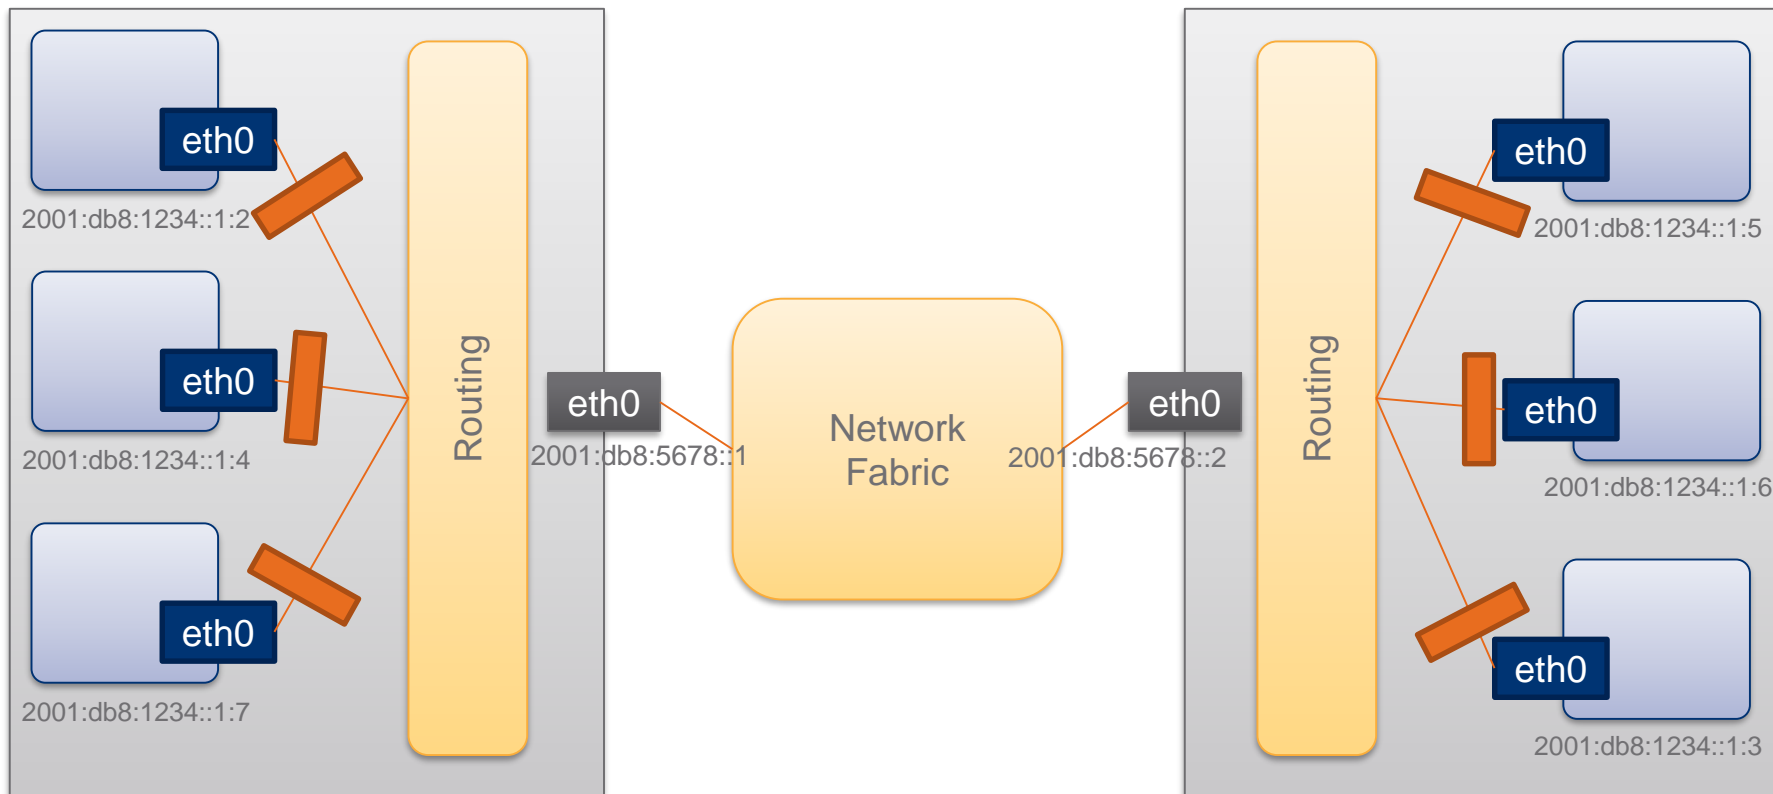 eth0
2001:db8:1234::1:2
eth0
2001:db8:1234::1:4
eth0
2001:db8:1234::1:7
Routing
eth0
2001:db8:5678::1
Network
Fabric
eth0
2001:db8:5678::2
Routing
eth0
2001:db8:1234::1:5
eth0
2001:db8:1234::1:6
eth0
2001:db8:1234::1:3